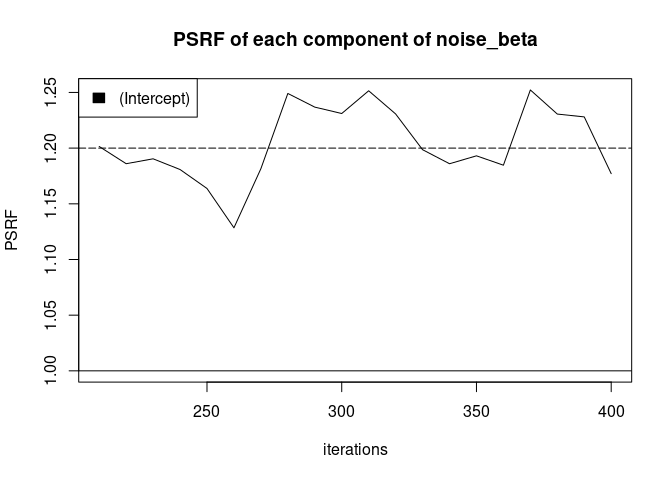 PSRF of each component of noise_beta
(Intercept)
PSRF
1.25
1.20
1.15
1.10
1.05
1.00
250 300 350 400
iterations